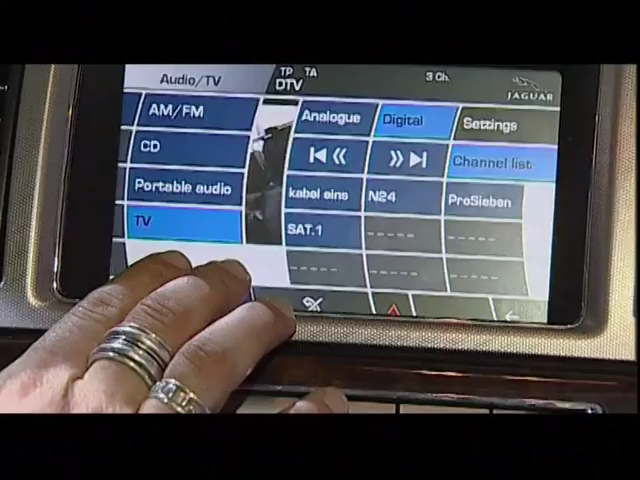 Audio/TV
TP TA
DTV
3 Ch.
JAGUAR
AM/FM
CD
Portable audio
TV
Analogue
Digital
Settings
Channel list
kabel eins
N24
ProSieben
SAT.1
-----
-----
-----
-----
-----